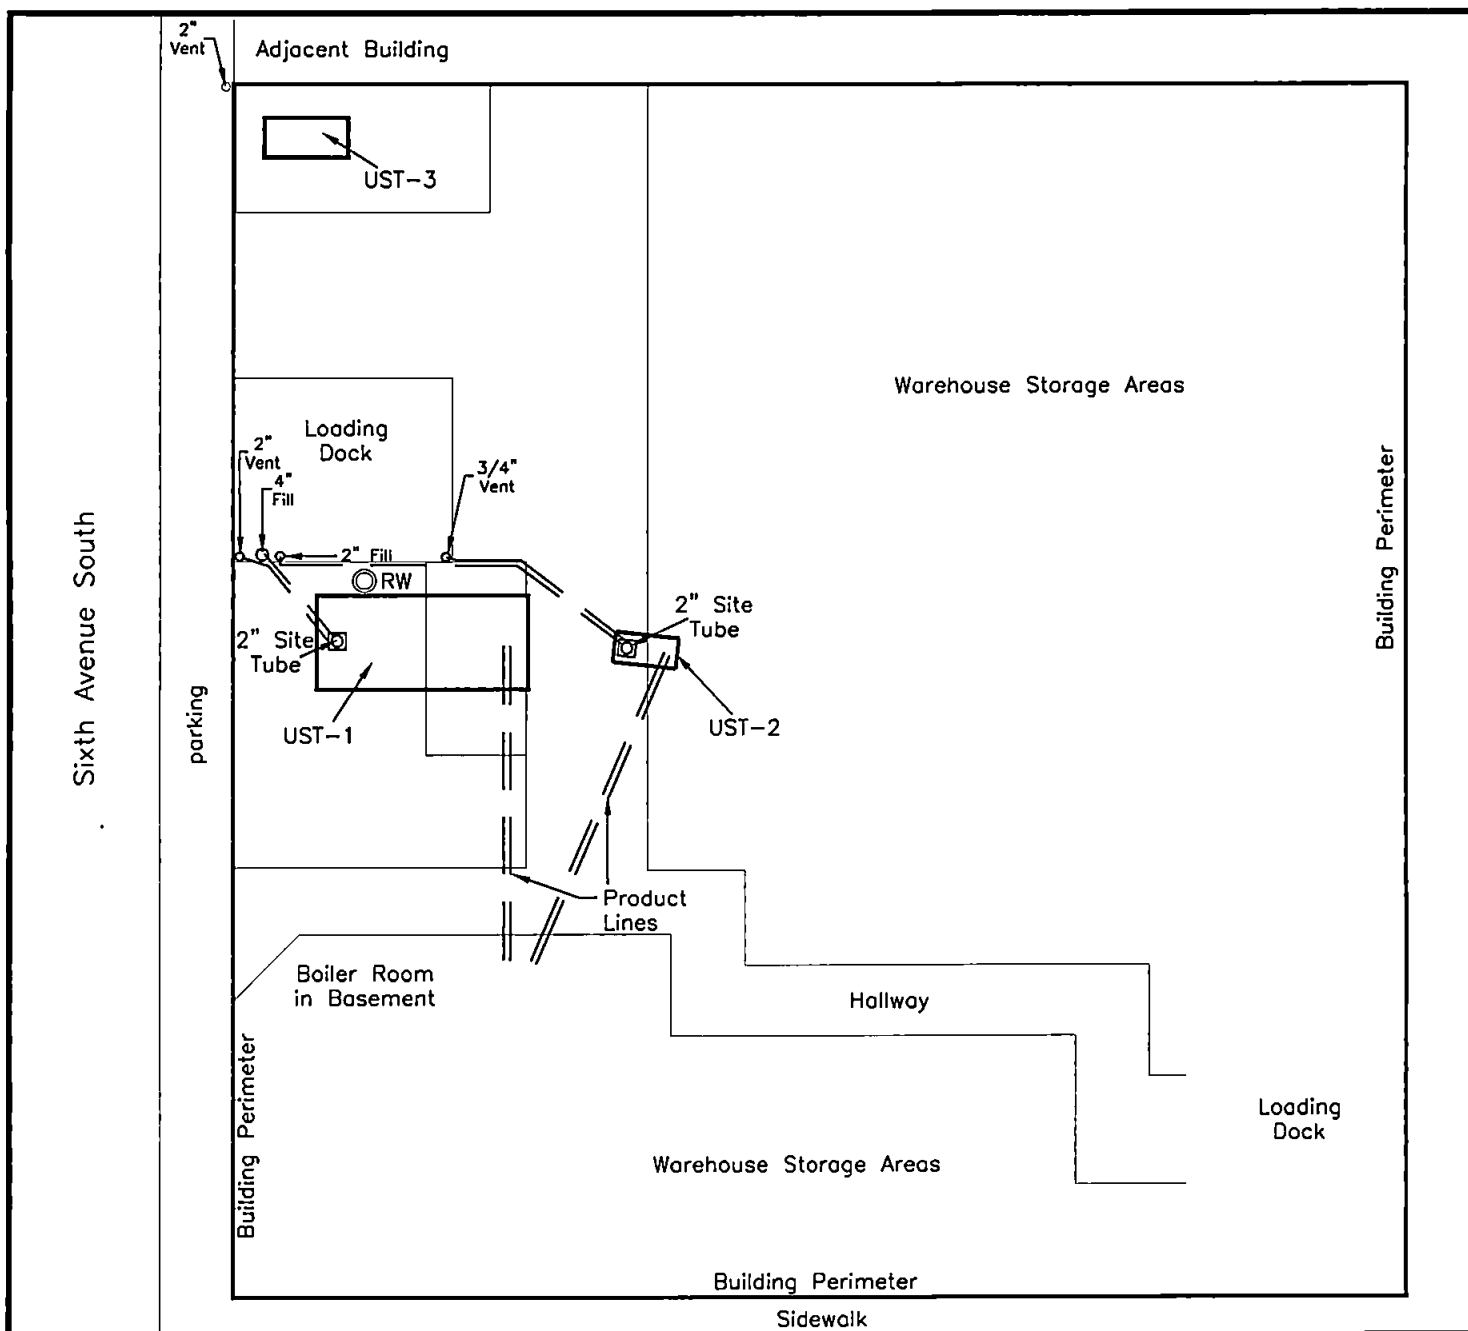 2"
Vent
Adjacent Building
UST-3
Warehouse Storage Areas
Loading
Dock
2"
Vent
4"
Fill
3/4"
Vent
2" Fill
RW
2" Site
Tube
2" Site
Tube
UST-1
UST-2
Sixth Avenue South
parking
Building Perimeter
Product
Lines
Boiler Room
in Basement
Hallway
Building Perimeter
Loading
Dock
Warehouse Storage Areas
Building Perimeter
Sidewalk